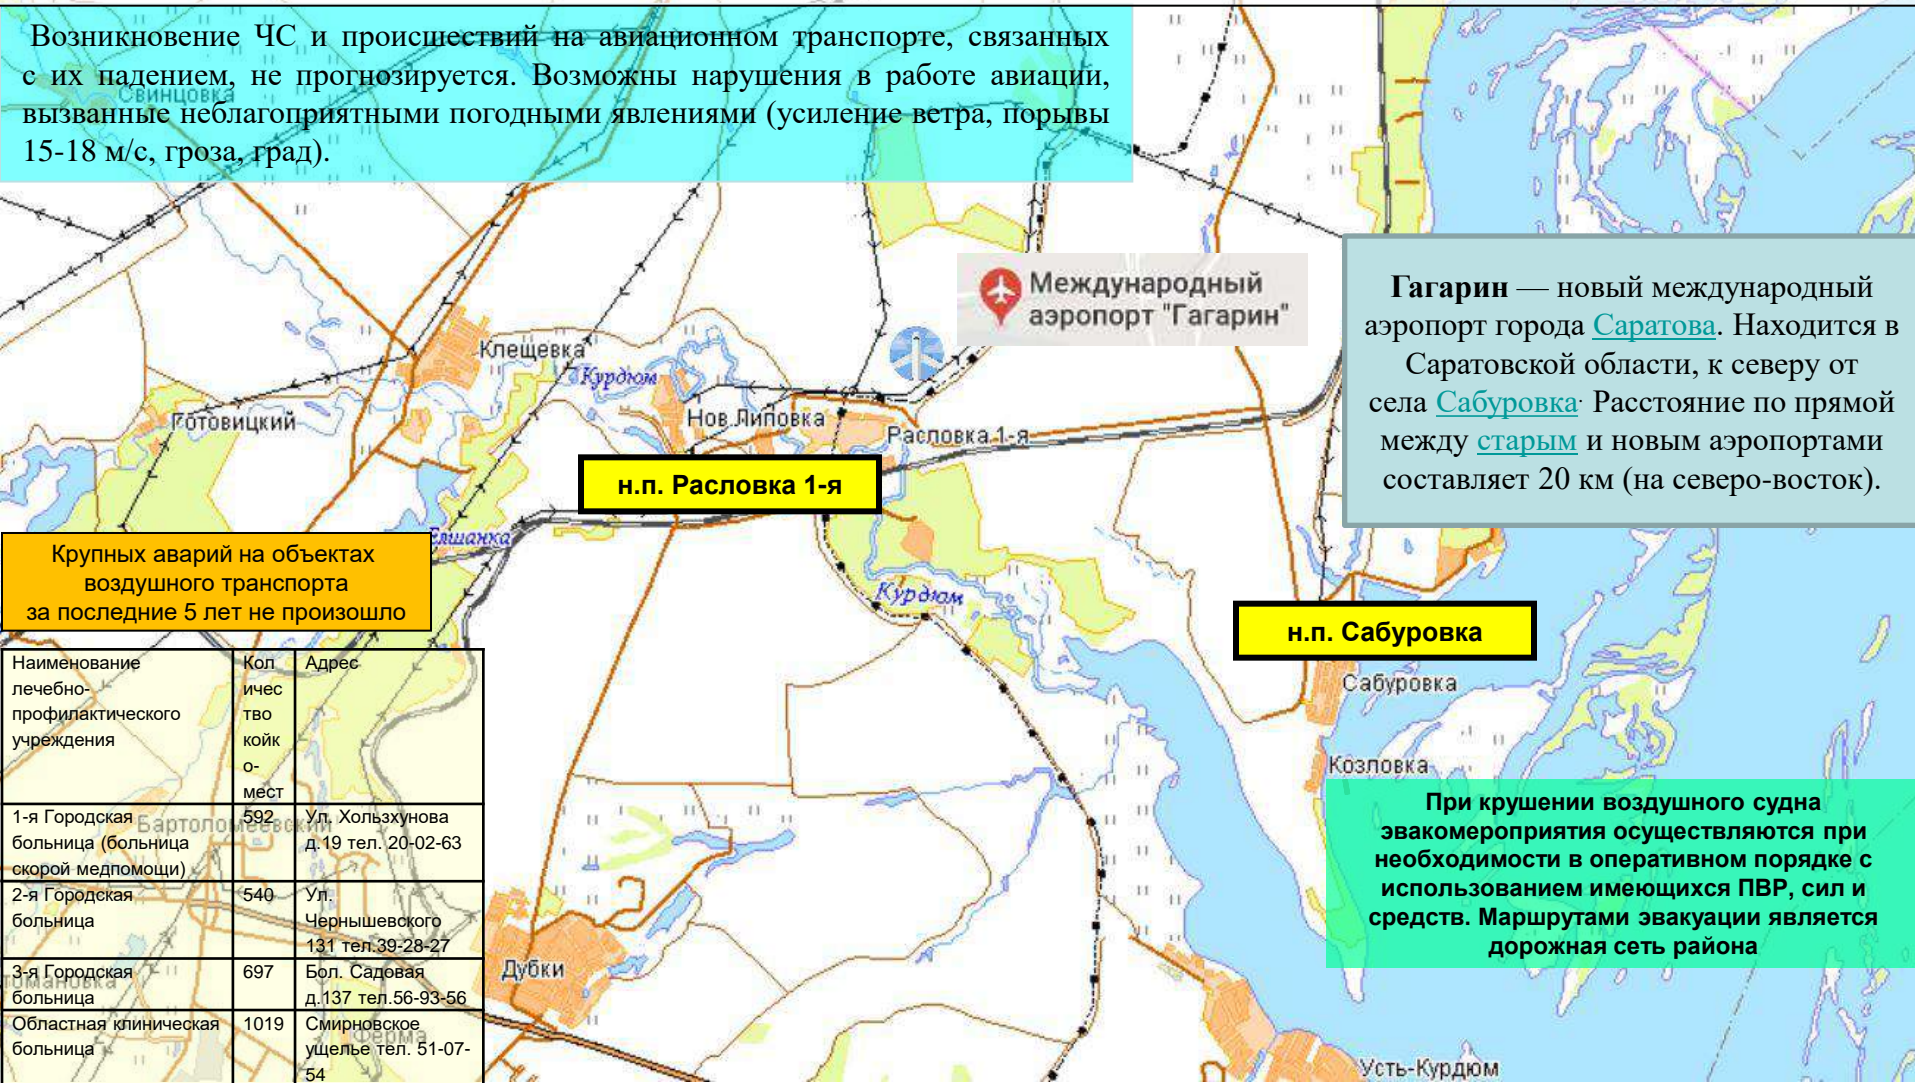 Возникновение ЧС и происшествий на авиационном транспорте, связанных
с их падением, не прогнозируется. Возможны нарушения в работе авиации,
вызванные неблагоприятными погодными явлениями (усиление ветра, порывы
15-18 м/с, гроза, град).
Свинцовка
Международный
аэропорт "Гагарин"
Гагарин — новый международный
аэропорт города Саратова. Находится в
Саратовской области, к северу от
села Сабуровка. Расстояние по прямой
между старым и новым аэропортами
составляет 20 км (на северо-восток).
Клещевка
Курдюм
Готовицкий
Нов.Липовка
Расловка 1-я
н.п. Расловка 1-я
Елшанка
Крупных аварий на объектах
воздушного транспорта
за последние 5 лет не произошло
Курдюм
н.п. Сабуровка
Сабуровка
Козловка
При крушении воздушного судна
эвакомероприятия осуществляются при
необходимости в оперативном порядке с
использованием имеющихся ПВР, сил и
средств. Маршрутами эвакуации является
дорожная сеть района
Наименование
лечебно-
профилактического
учреждения
Кол
ичес
тво
койк
о-
мест
Адрес
1-я Городская
больница (больница
скорой медпомощи)
592
Ул. Хользхунова
д.19 тел. 20-02-63
Бартоломеевский
2-я Городская
больница
540
Ул.
Чернышевского
131 тел.39-28-27
3-я Городская
больница
697
Бол. Садовая
д.137 тел.56-93-56
Областная клиническая
больница
1019
Смирновское
ущелье тел. 51-07-
54
Ферма
Дубки
Усть-Курдюм